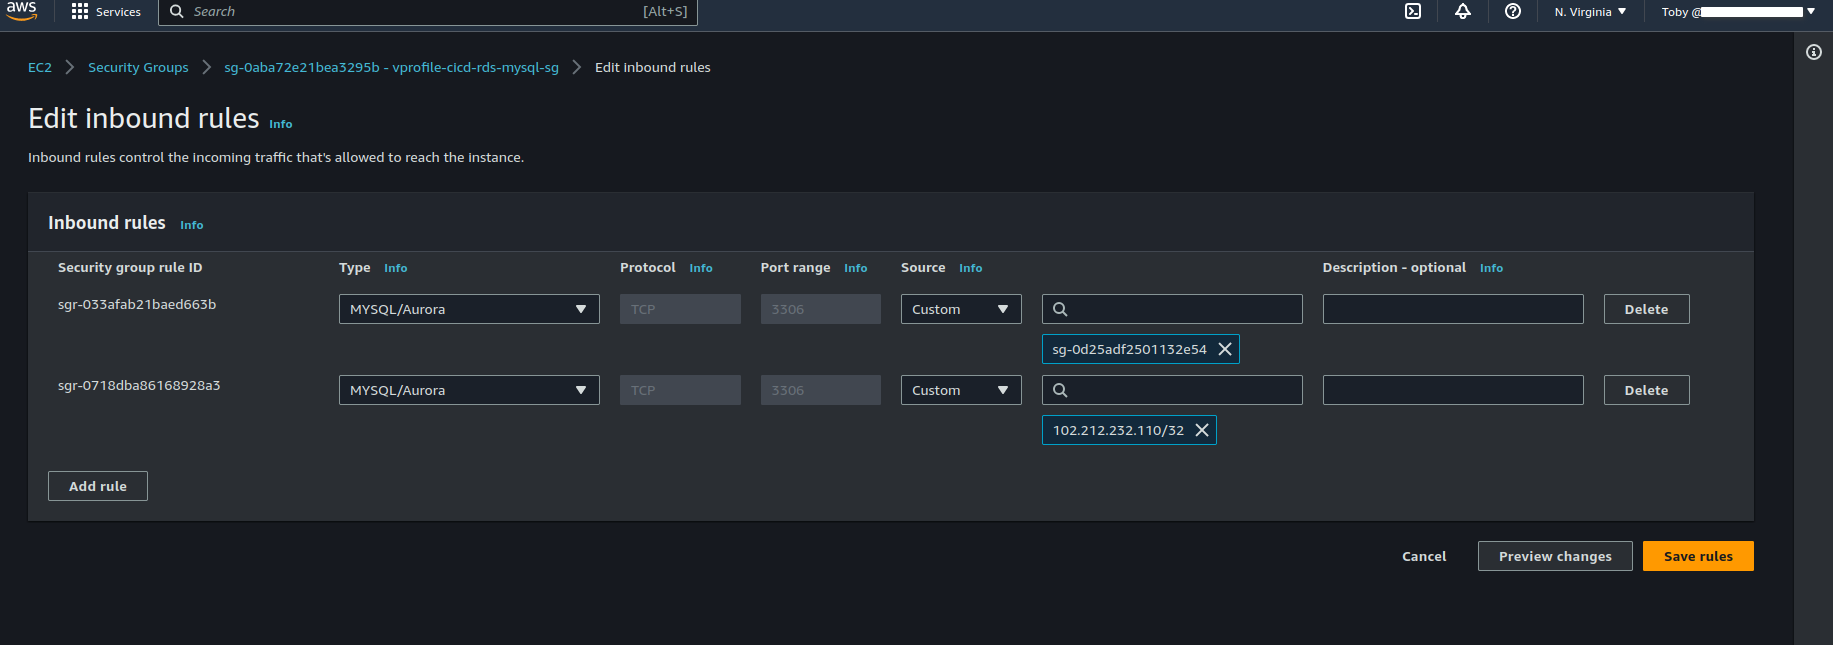 aws Services Search [Alt+S] N. Virginia Toby @
EC2 Security Groups sg-0aba72e21bea3295b - vprofile-cicd-rds-mysql-sg Edit inbound rules
Edit inbound rules Info
Inbound rules control the incoming traffic that's allowed to reach the instance.
Inbound rules Info
Security group rule ID Type Info Protocol Info Port range Info Source Info Description - optional Info
sgr-033afab21baed663b MYSQL/Aurora TCP 3306 Custom Delete
sg-0d25adf2501132e54
sgr-0718dba86168928a3 MYSQL/Aurora TCP 3306 Custom Delete
102.212.232.110/32
Add rule
Cancel Preview changes Save rules